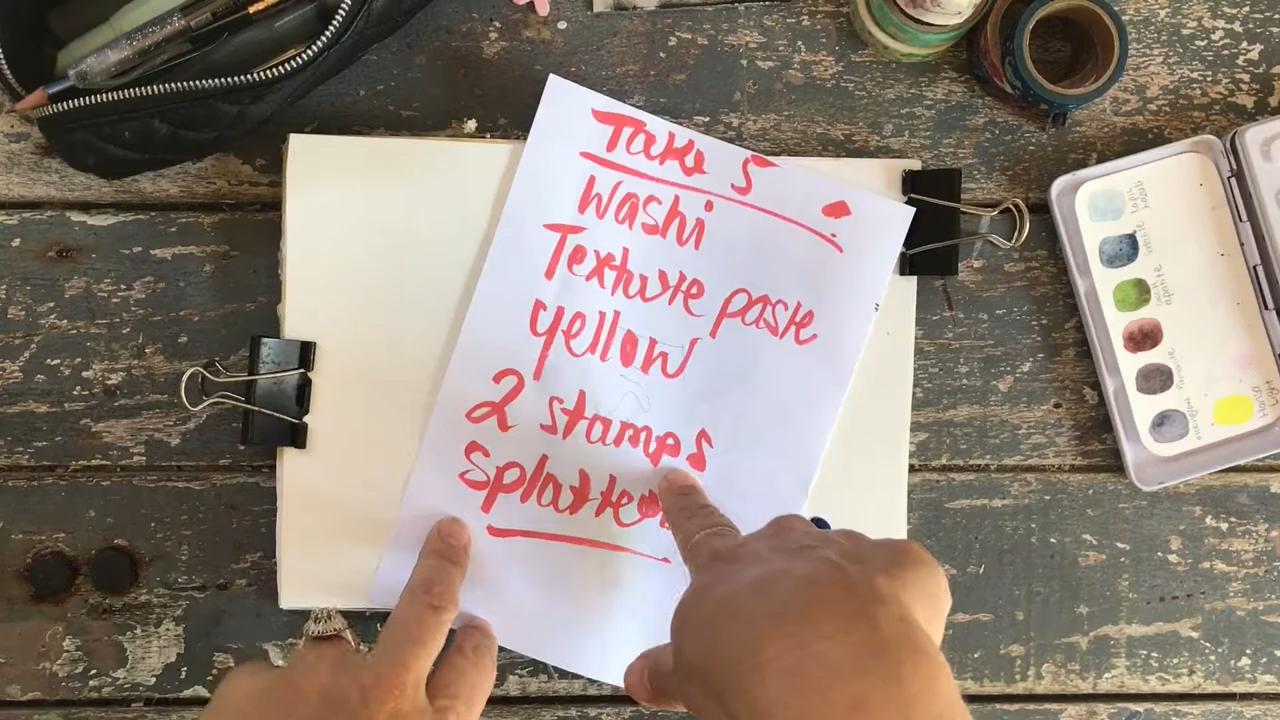 Take 5
Washi
Texture paste
yellow
2 stamps
Splatter